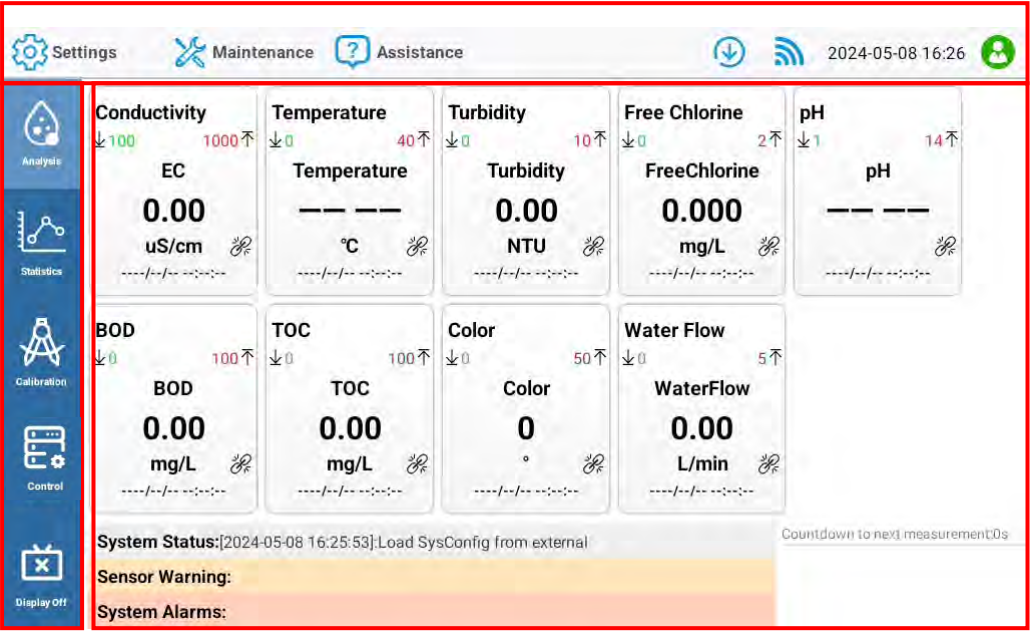 Settings Maintenance Assistance 2024-05-08 16:26
Analysis
Statistics
Calibration
Control
Display Off
Conductivity Temperature Turbidity Free Chlorine pH
100 1000 0 40 0 10 0 2 1 14
EC Temperature Turbidity FreeChlorine pH
0.00 —— —— 0.00 0.000 —— ——
uS/cm °C NTU mg/L
----/--/-- --:--:-- ----/--/-- --:--:-- ----/--/-- --:--:-- ----/--/-- --:--:-- ----/--/-- --:--:--
BOD TOC Color Water Flow
0 100 0 100 0 50 0 5
BOD TOC Color WaterFlow
0.00 0.00 0 0.00
mg/L mg/L ° L/min
----/--/-- --:--:-- ----/--/-- --:--:-- ----/--/-- --:--:-- ----/--/-- --:--:--
System Status:[2024-05-08 16:25:53]:Load SysConfig from external
Countdown to next measurement:0s
Sensor Warning:
System Alarms: